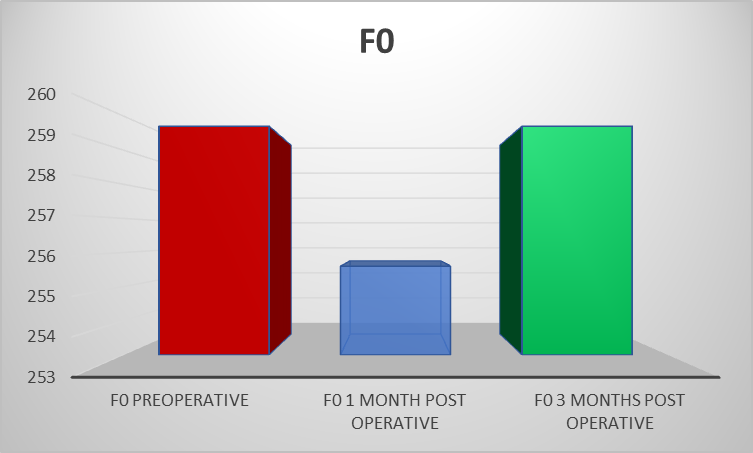 F0
260
259
258
257
256
255
254
253
F0 PREOPERATIVE
F0 1 MONTH POST
OPERATIVE
F0 3 MONTHS POST
OPERATIVE